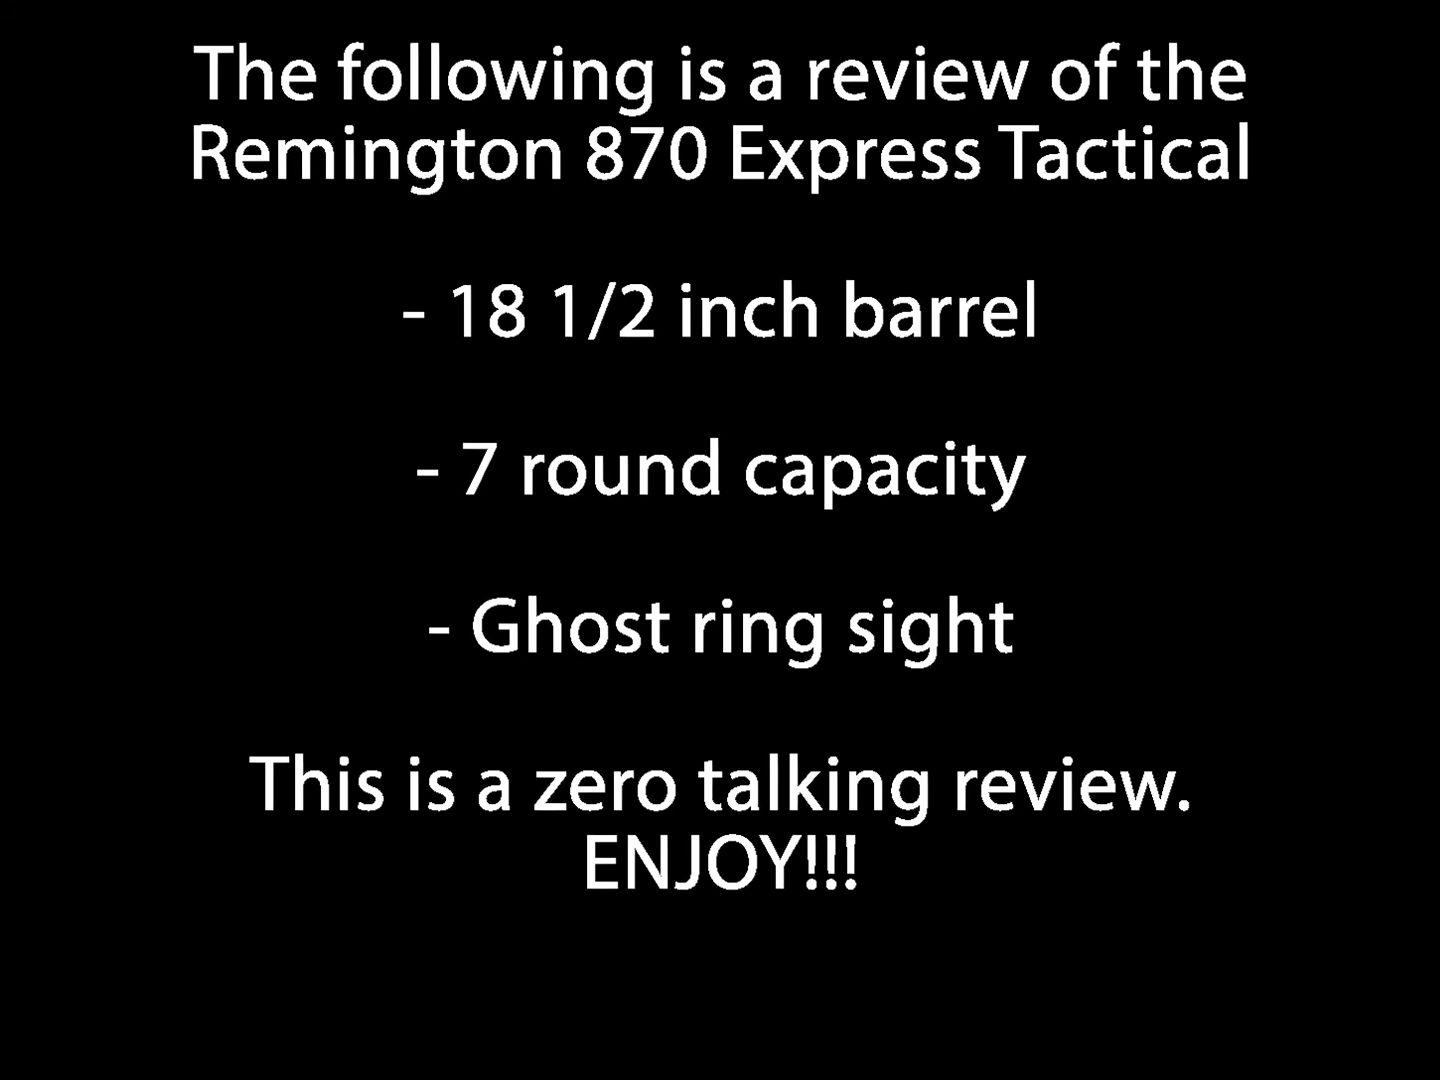 The following is a review of the
Remington 870 Express Tactical
- 18 1/2 inch barrel
- 7 round capacity
- Ghost ring sight
This is a zero talking review.
ENJOY!!!